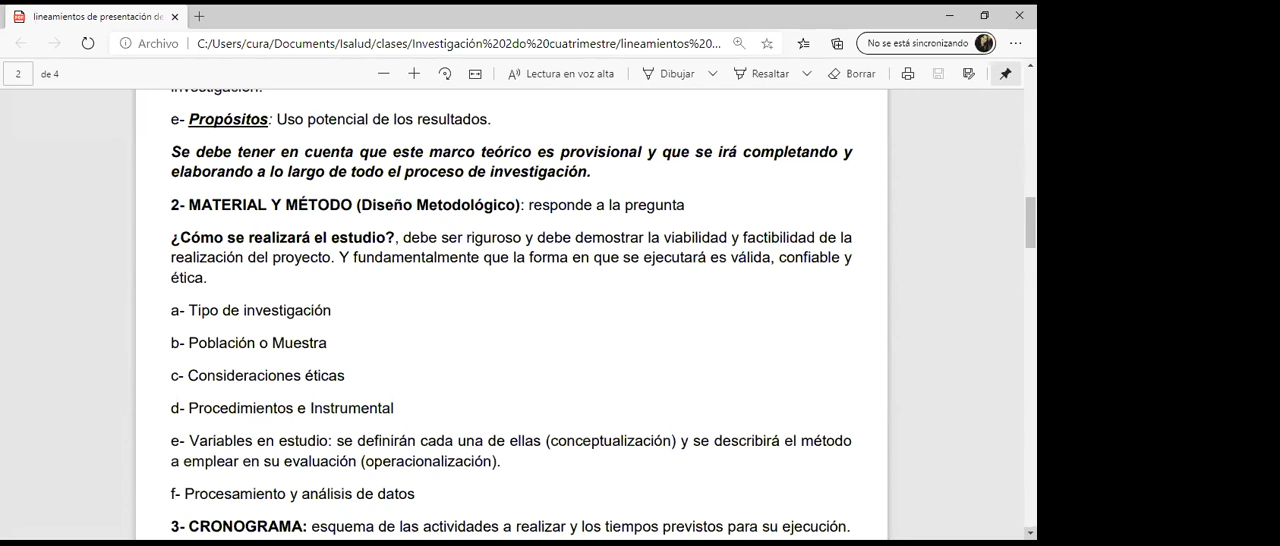 lineamientos de presentación de
Archivo C:/Users/cura/Documents/Isalud/clases/Investigación%202do%20cuatrimestre/lineamientos%20... No se está sincronizando
2 de 4 Lectura en voz alta Dibujar Resaltar Borrar
investigación.
e- Propósitos: Uso potencial de los resultados.
Se debe tener en cuenta que este marco teórico es provisional y que se irá completando y
elaborando a lo largo de todo el proceso de investigación.
2- MATERIAL Y MÉTODO (Diseño Metodológico): responde a la pregunta
¿Cómo se realizará el estudio?, debe ser riguroso y debe demostrar la viabilidad y factibilidad de la
realización del proyecto. Y fundamentalmente que la forma en que se ejecutará es válida, confiable y
ética.
a- Tipo de investigación
b- Población o Muestra
c- Consideraciones éticas
d- Procedimientos e Instrumental
e- Variables en estudio: se definirán cada una de ellas (conceptualización) y se describirá el método
a emplear en su evaluación (operacionalización).
f- Procesamiento y análisis de datos
3- CRONOGRAMA: esquema de las actividades a realizar y los tiempos previstos para su ejecución.